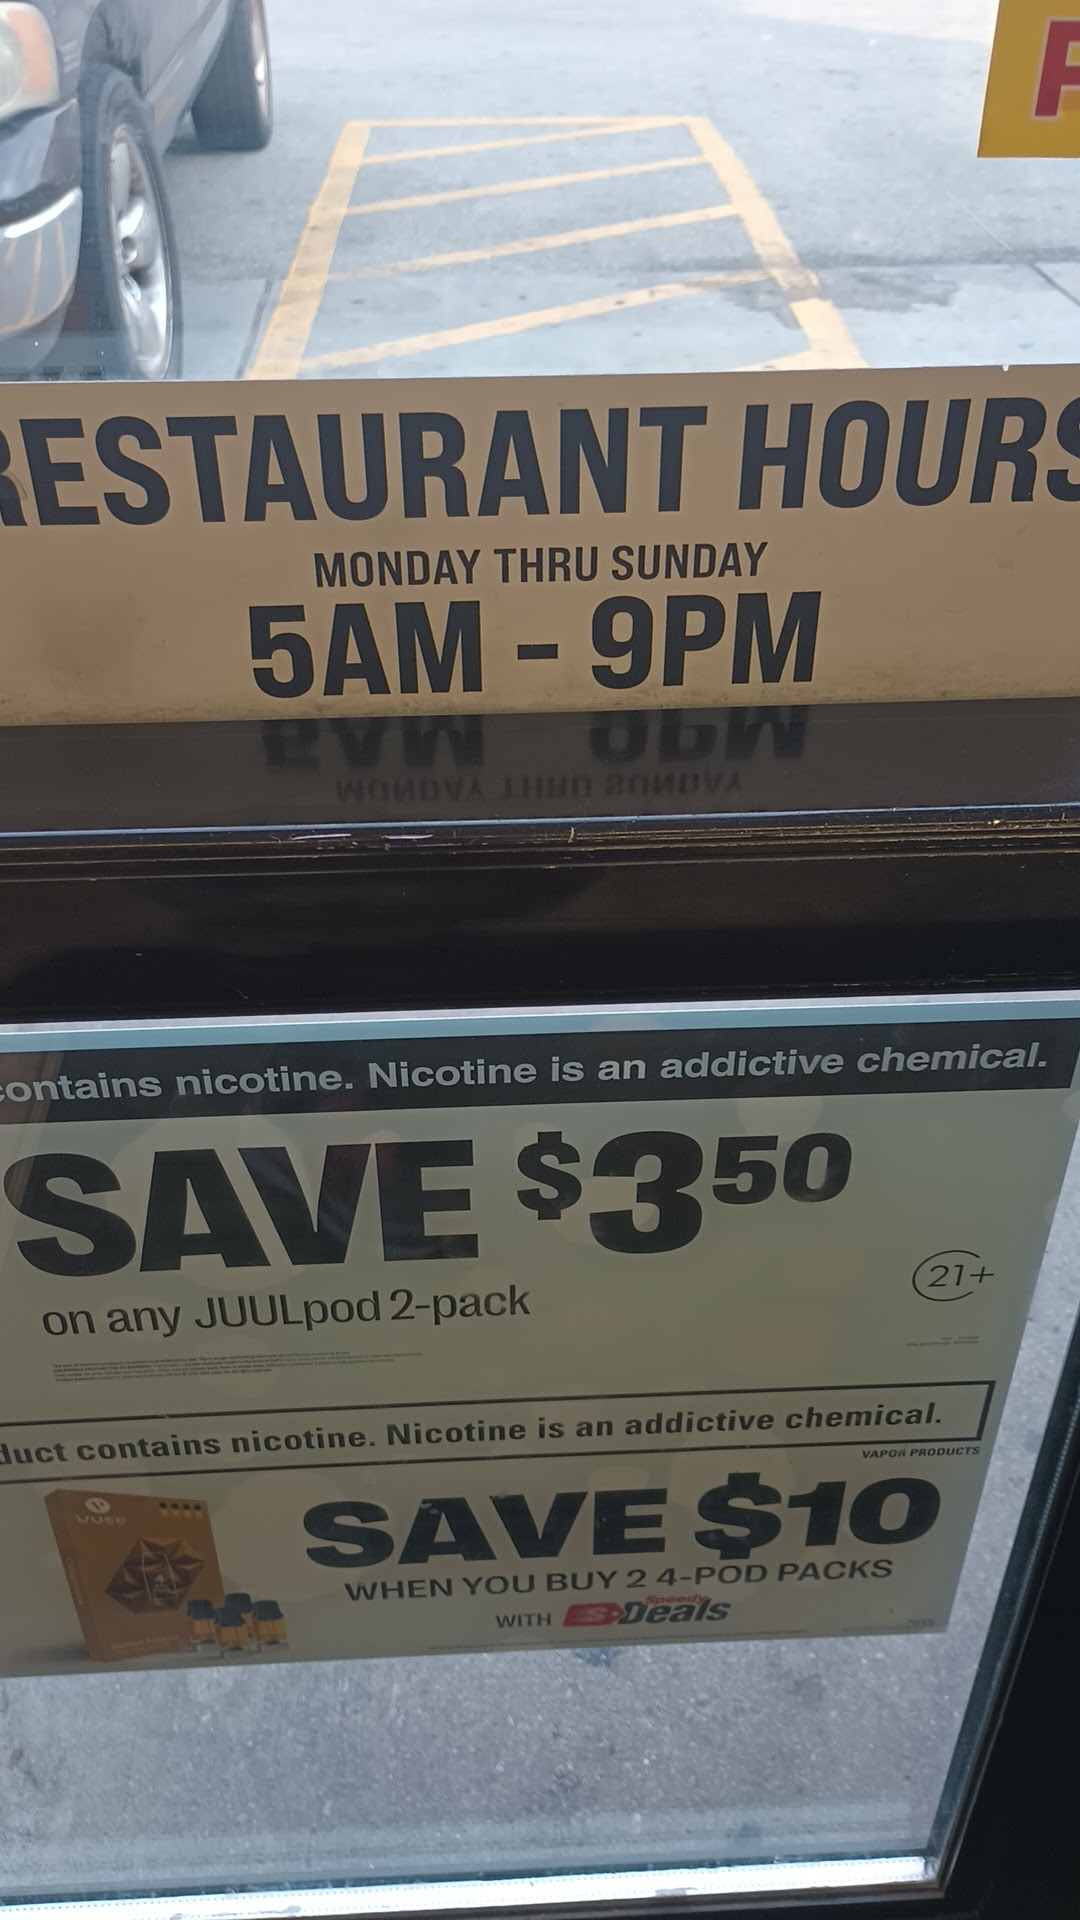 P
RESTAURANT HOURS
MONDAY THRU SUNDAY
5AM - 9PM
contains nicotine. Nicotine is an addictive chemical.
SAVE $350
on any JUULpod 2-pack
21+
duct contains nicotine. Nicotine is an addictive chemical.
VAPOR PRODUCTS
VUSE
SAVE $10
WHEN YOU BUY 2 4-POD PACKS
WITH Speedy Deals